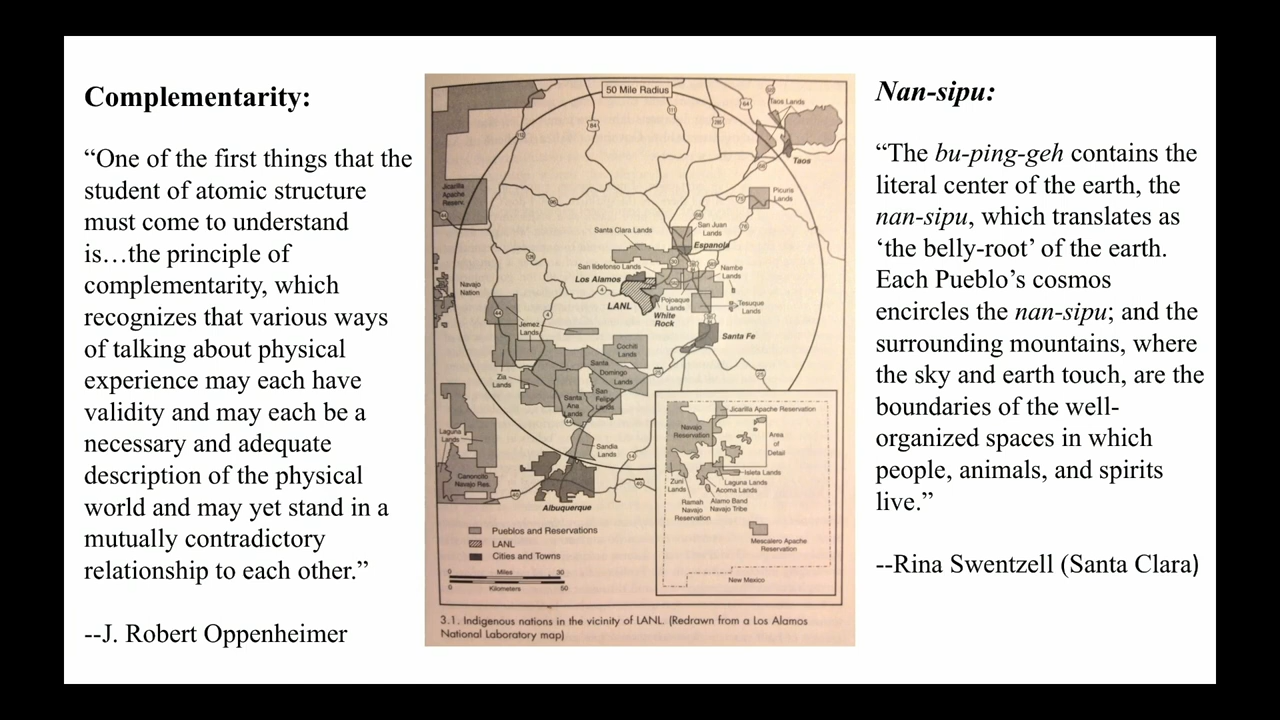 Complementarity:
“One of the first things that the
student of atomic structure
must come to understand
is…the principle of
complementarity, which
recognizes that various ways
of talking about physical
experience may each have
validity and may each be a
necessary and adequate
description of the physical
world and may yet stand in a
mutually contradictory
relationship to each other.”
--J. Robert Oppenheimer
50 Mile Radius
Taos Lands
Taos
Jicarilla
Apache
Reserv.
Picuris
Lands
San Juan
Lands
Santa Clara Lands
Espanola
San Ildefonso Lands
Nambe
Lands
Los Alamos
Navajo
Nation
LANL
Pojoaque
Lands
White
Rock
Tesuque
Lands
Jemez
Lands
Santa Fe
Cochiti
Lands
Zia
Lands
Santo
Domingo
Lands
Santa
Ana
Lands
San
Felipe
Lands
Laguna
Lands
Sandia
Lands
Canoncito
Navajo Res.
Albuquerque
Jicarilla Apache Reservation
Navajo
Reservation
Area
of
Detail
Isleta Lands
Zuni
Lands
Laguna Lands
Acoma Lands
Ramah
Navajo
Reservation
Alamo Band
Navajo Tribe
Mescalero Apache
Reservation
New Mexico
Pueblos and Reservations
LANL
Cities and Towns
0 Miles 30
0 Kilometers 50
3.1. Indigenous nations in the vicinity of LANL. (Redrawn from a Los Alamos
National Laboratory map)
Nan-sipu:
“The bu-ping-geh contains the
literal center of the earth, the
nan-sipu, which translates as
‘the belly-root’ of the earth.
Each Pueblo’s cosmos
encircles the nan-sipu; and the
surrounding mountains, where
the sky and earth touch, are the
boundaries of the well-
organized spaces in which
people, animals, and spirits
live.”
--Rina Swentzell (Santa Clara)